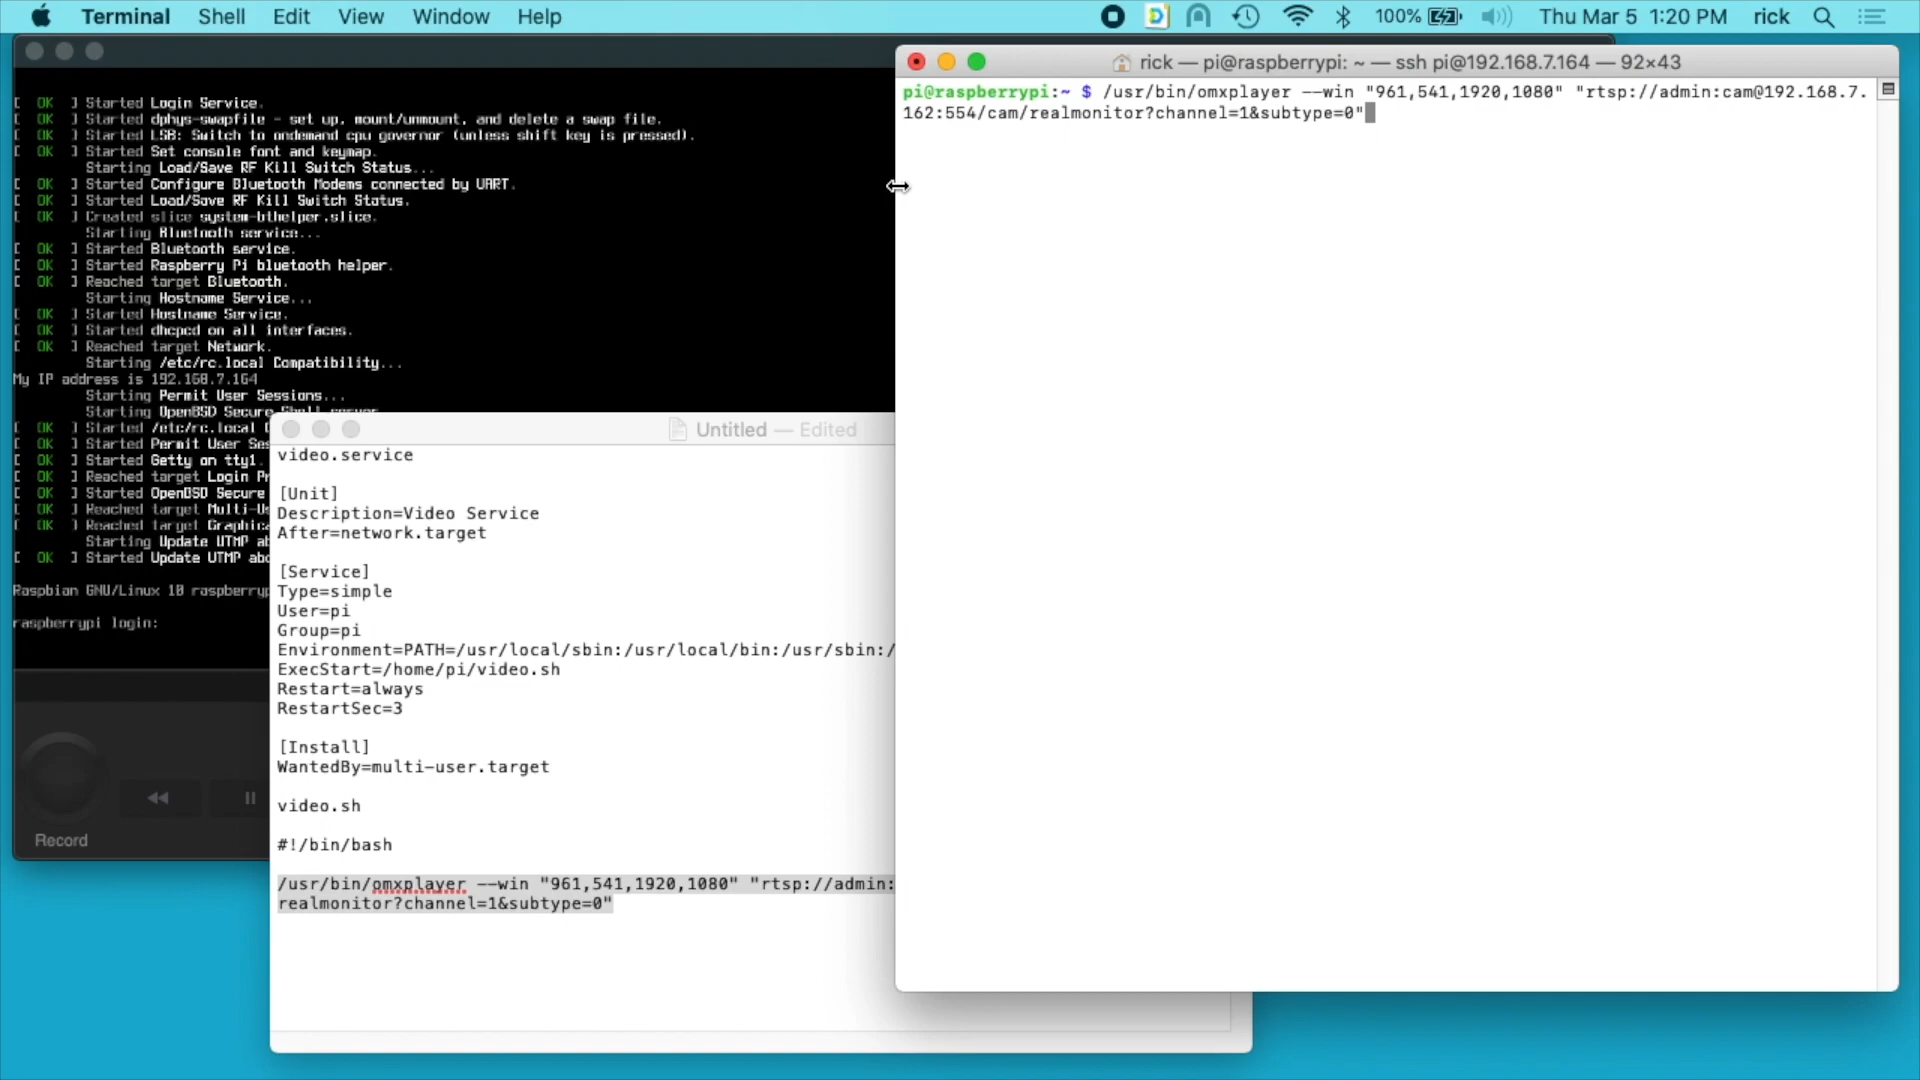 Terminal Shell Edit View Window Help 100% Thu Mar 5 1:20 PM rick
[ OK ] Started Login Service.
[ OK ] Started dphys-swapfile - set up, mount/unmount, and delete a swap file.
[ OK ] Started LSB: Switch to ondemand cpu governor (unless shift key is pressed).
[ OK ] Started Set console font and keymap.
Starting Load/Save RF Kill Switch Status...
[ OK ] Started Configure Bluetooth Modems connected by UART.
[ OK ] Started Load/Save RF Kill Switch Status.
[ OK ] Created slice system-bthelper.slice.
Starting Bluetooth service...
[ OK ] Started Bluetooth service.
[ OK ] Started Raspberry Pi bluetooth helper.
[ OK ] Reached target Bluetooth.
Starting Hostname Service...
[ OK ] Started Hostname Service.
[ OK ] Started dhcpcd on all interfaces.
[ OK ] Reached target Network.
Starting /etc/rc.local Compatibility...
My IP address is 192.168.7.164
Starting Permit User Sessions...
Starting OpenBSD Secure Shell server
[ OK ] Started /etc/rc.local
[ OK ] Started Permit User Ses
[ OK ] Started Getty on tty1.
[ OK ] Reached target Login Pr
[ OK ] Started OpenBSD Secure
[ OK ] Reached target Multi-Us
[ OK ] Reached target Graphica
Starting Update UTMP ab
[ OK ] Started Update UTMP abo
Raspbian GNU/Linux 10 raspberryp
raspberrypi login:
Record
Untitled — Edited
video.service
[Unit]
Description=Video Service
After=network.target
[Service]
Type=simple
User=pi
Group=pi
Environment=PATH=/usr/local/sbin:/usr/local/bin:/usr/sbin:/
ExecStart=/home/pi/video.sh
Restart=always
RestartSec=3
[Install]
WantedBy=multi-user.target
video.sh
#!/bin/bash
/usr/bin/omxplayer --win "961,541,1920,1080" "rtsp://admin:
realmonitor?channel=1&subtype=0"
rick — pi@raspberrypi: ~ — ssh pi@192.168.7.164 — 92×43
pi@raspberrypi:~ $ /usr/bin/omxplayer --win "961,541,1920,1080" "rtsp://admin:cam@192.168.7.
162:554/cam/realmonitor?channel=1&subtype=0"